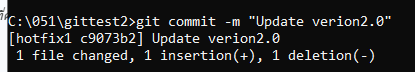 C:\051\gittest2>git commit -m "Update verion2.0"
[hotfix1 c9073b2] Update verion2.0
 1 file changed, 1 insertion(+), 1 deletion(-)